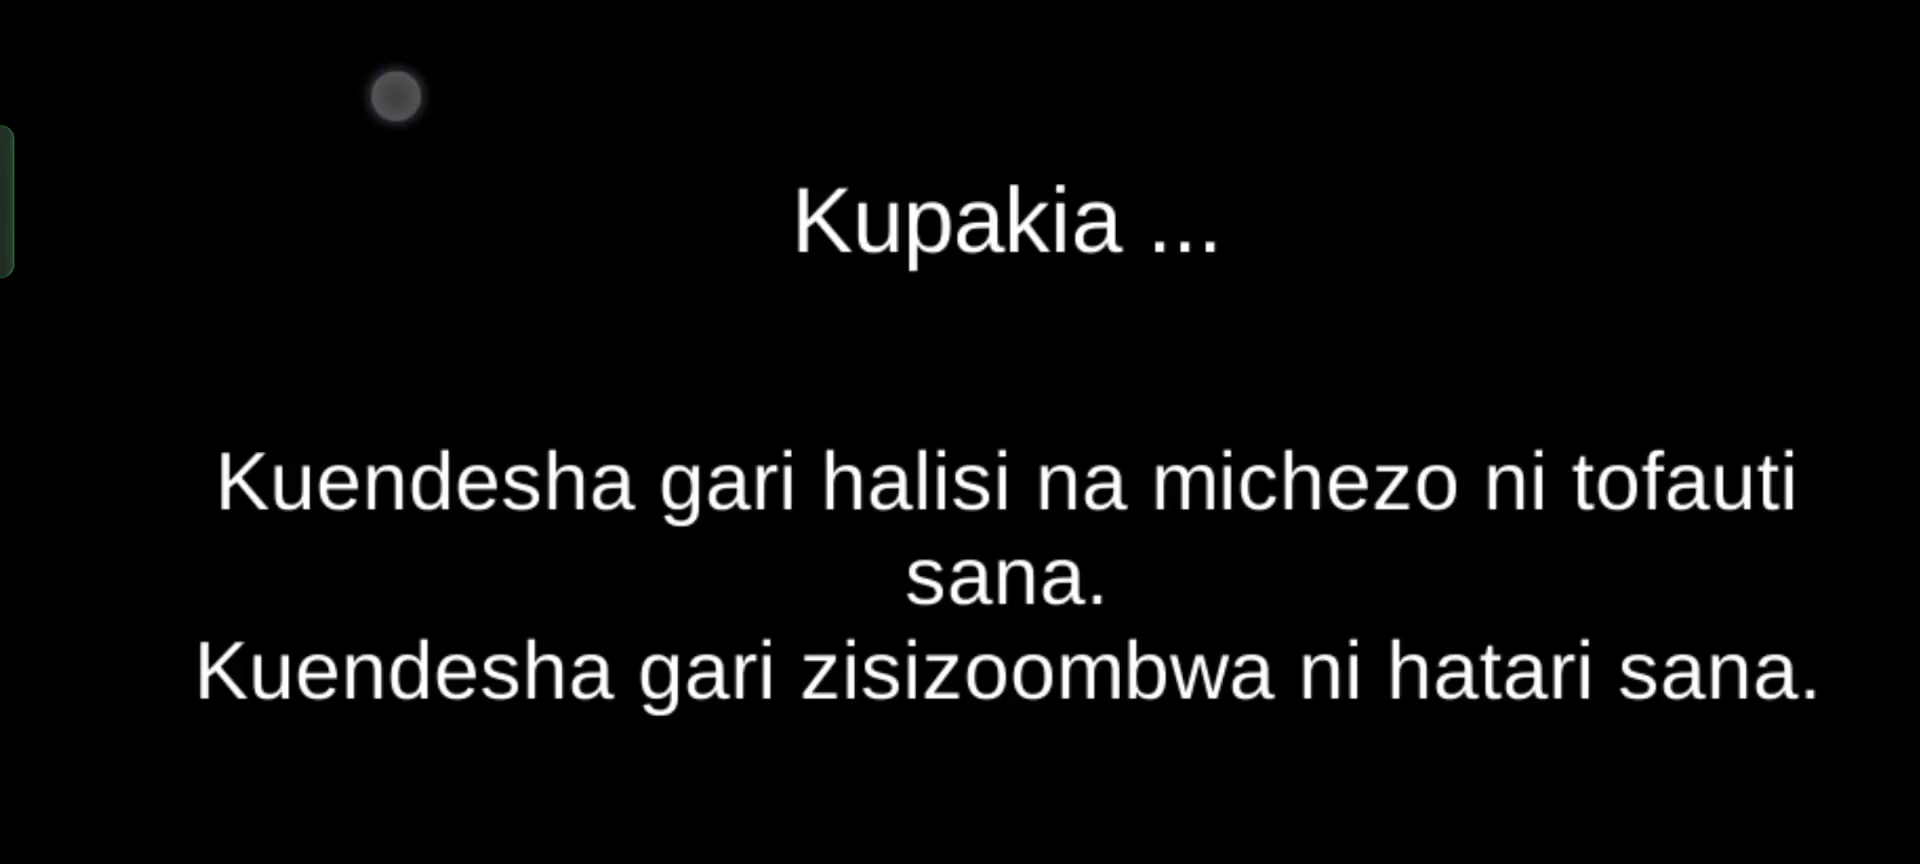 Kupakia ...
Kuendesha gari halisi na michezo ni tofauti
sana.
Kuendesha gari zisizoombwa ni hatari sana.